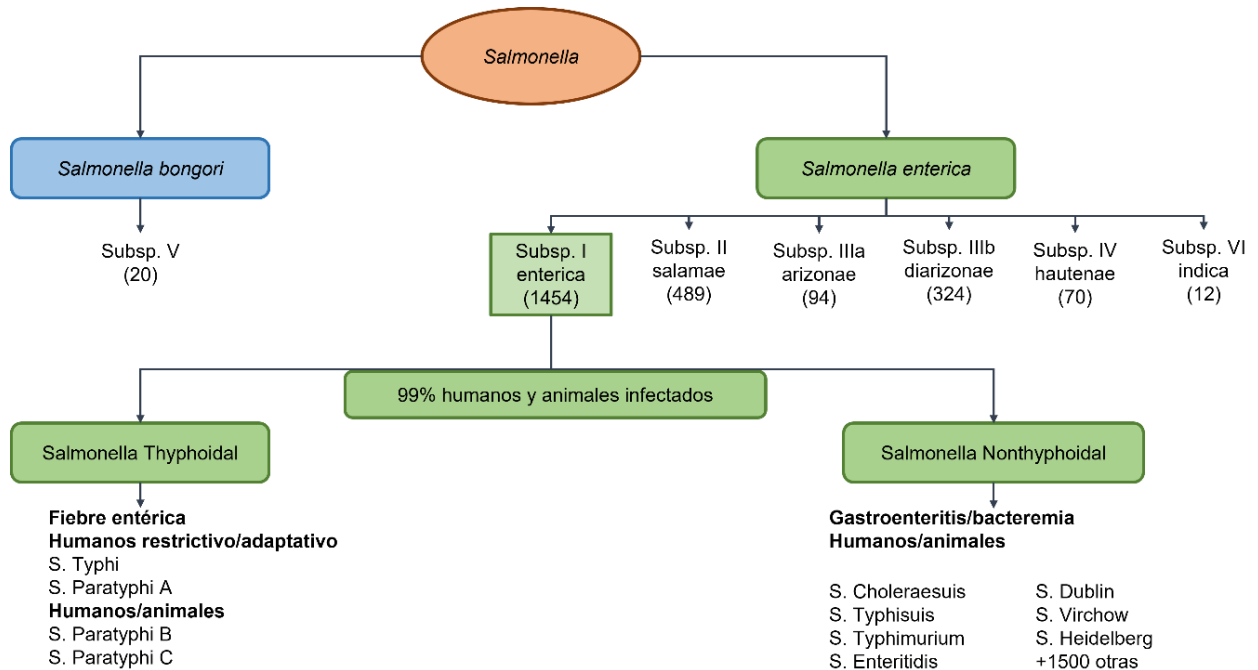 Salmonella
Salmonella bongori
Salmonella enterica
Subsp. V
(20)
Subsp. I
enterica
(1454)
Subsp. II
salamae
(489)
Subsp. IIIa
arizonae
(94)
Subsp. IIIb
diarizonae
(324)
Subsp. IV
hautenae
(70)
Subsp. VI
indica
(12)
99% humanos y animales infectados
Salmonella Thyphoidal
Salmonella Nonthyphoidal
Fiebre entérica
Humanos restrictivo/adaptativo
S. Typhi
S. Paratyphi A
Humanos/animales
S. Paratyphi B
S. Paratyphi C
Gastroenteritis/bacteremia
Humanos/animales
S. Choleraesuis
S. Typhisuis
S. Typhimurium
S. Enteritidis
S. Dublin
S. Virchow
S. Heidelberg
+1500 otras